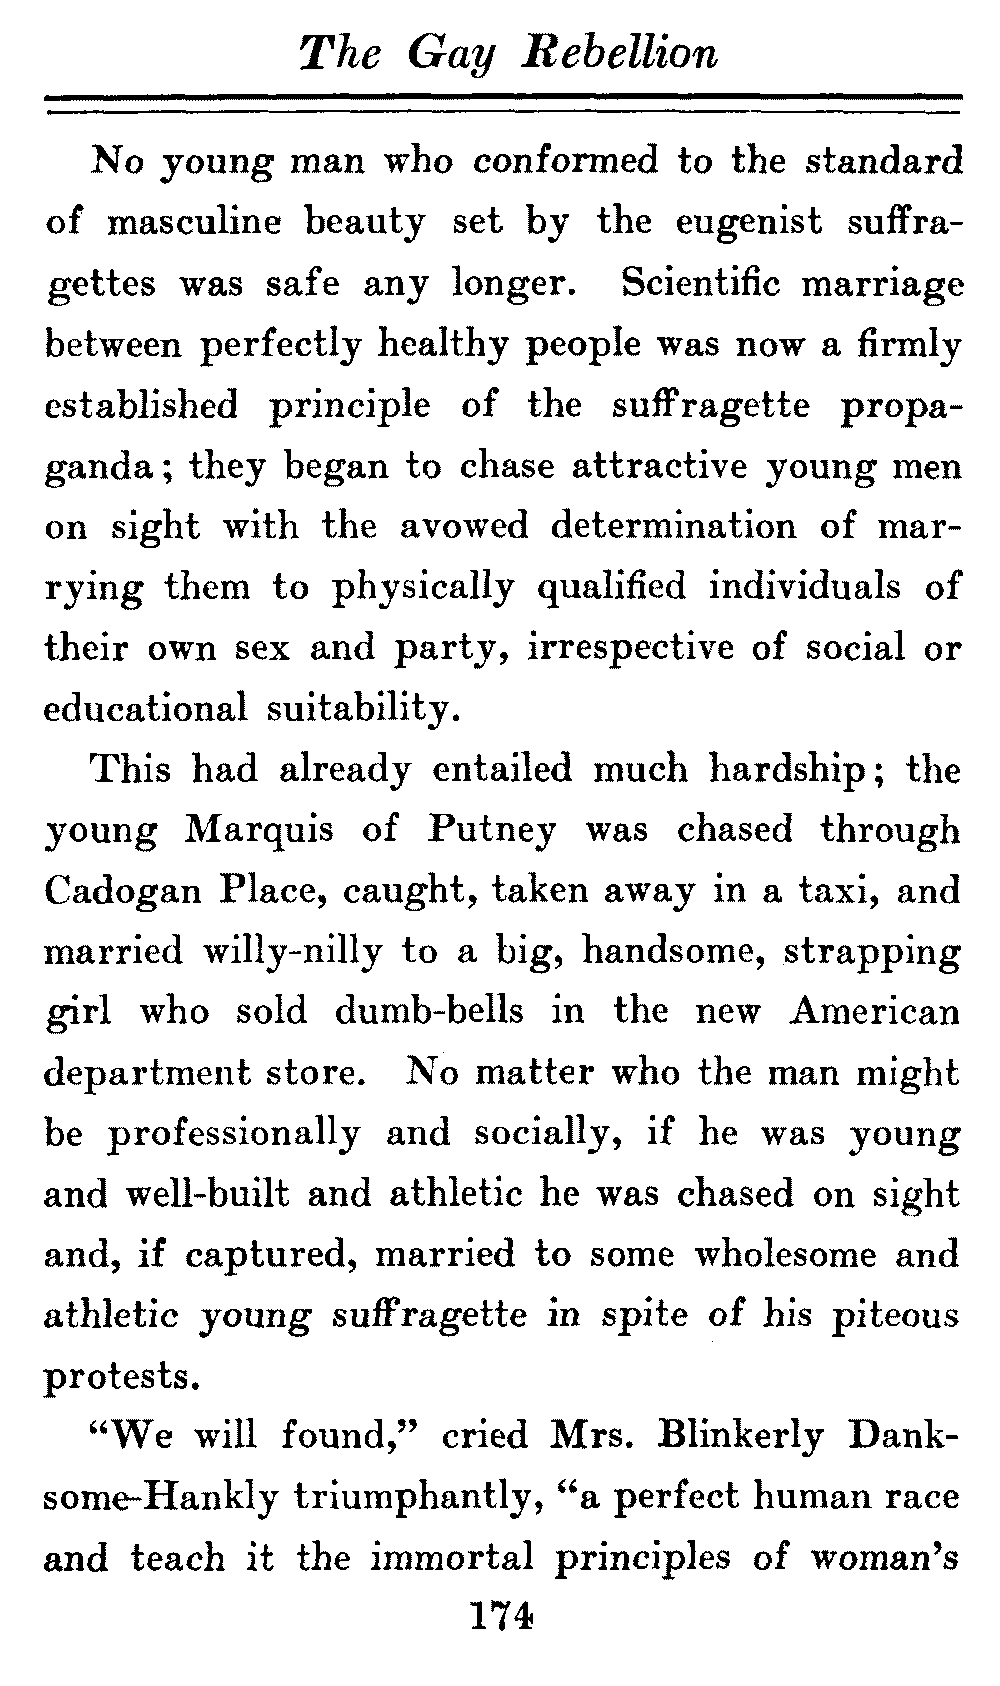 The Gay Rebellion
No young man who conformed to the standard
of masculine beauty set by the eugenist suffra-
gettes was safe any longer. Scientific marriage
between perfectly healthy people was now a firmly
established principle of the suffragette propa-
ganda; they began to chase attractive young men
on sight with the avowed determination of mar-
rying them to physically qualified individuals of
their own sex and party, irrespective of social or
educational suitability.
This had already entailed much hardship; the
young Marquis of Putney was chased through
Cadogan Place, caught, taken away in a taxi, and
married willy-nilly to a big, handsome, strapping
girl who sold dumb-bells in the new American
department store. No matter who the man might
be professionally and socially, if he was young
and well-built and athletic he was chased on sight
and, if captured, married to some wholesome and
athletic young suffragette in spite of his piteous
protests.
“We will found,” cried Mrs. Blinkerly Dank-
some-Hankly triumphantly, “a perfect human race
and teach it the immortal principles of woman’s
174